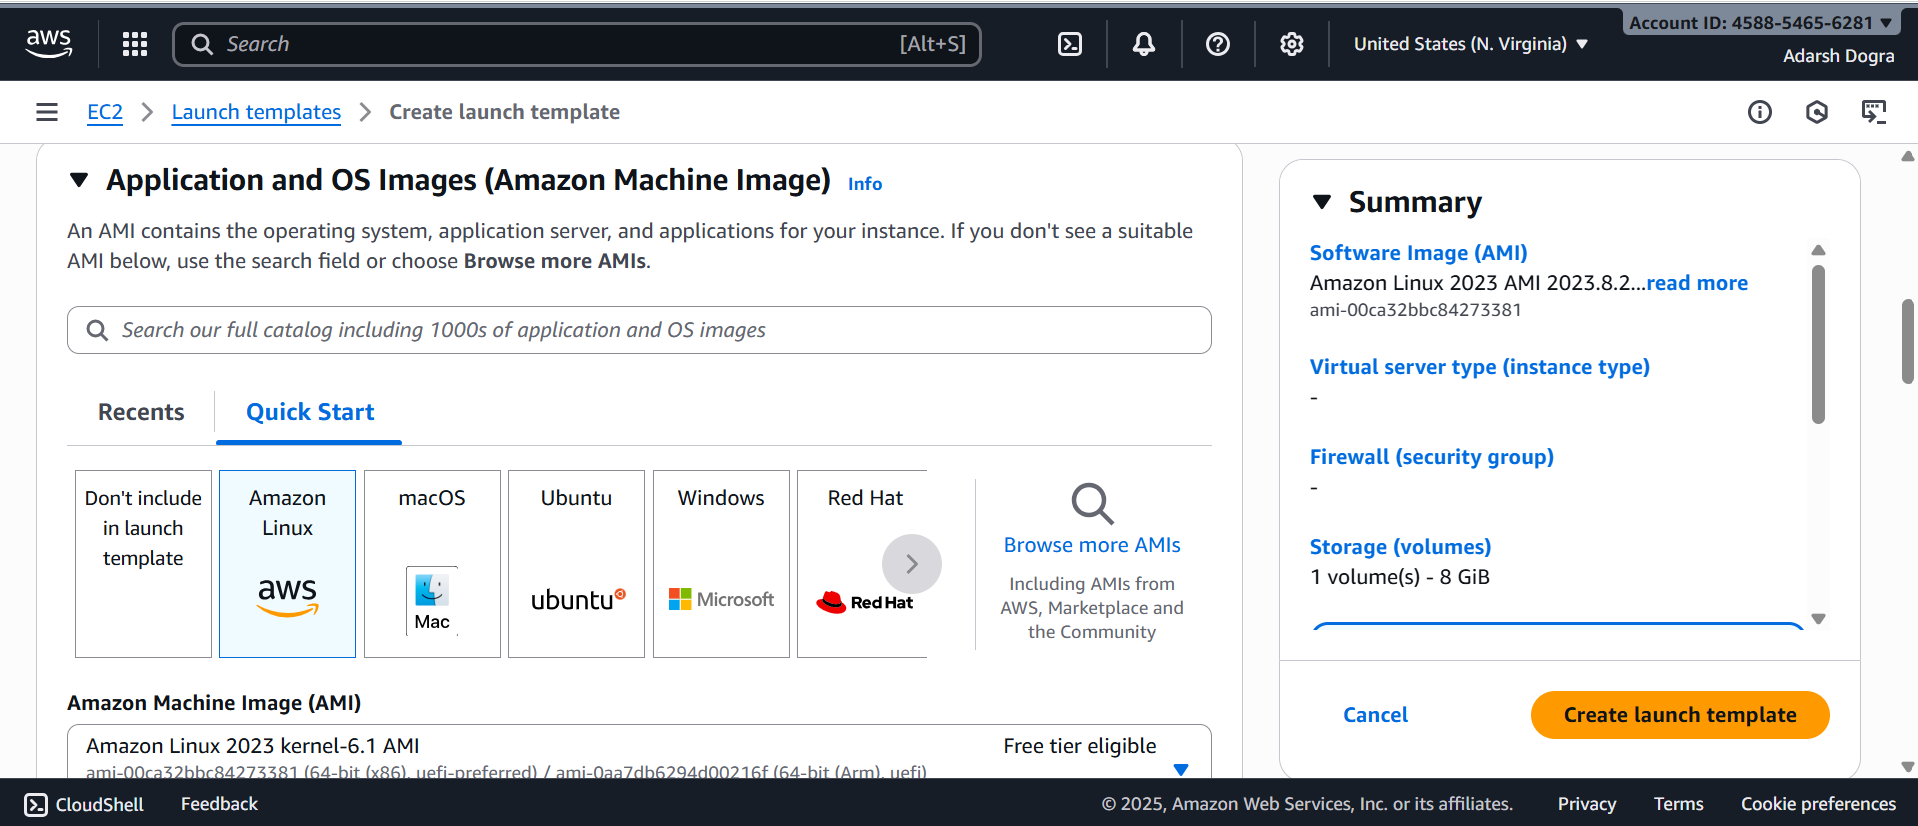 aws
Search
[Alt+S]
United States (N. Virginia)
Account ID: 4588-5465-6281
Adarsh Dogra
EC2
Launch templates
Create launch template
Application and OS Images (Amazon Machine Image)
Info
An AMI contains the operating system, application server, and applications for your instance. If you don't see a suitable
AMI below, use the search field or choose Browse more AMIs.
Search our full catalog including 1000s of application and OS images
Recents
Quick Start
Don't include
in launch
template
Amazon
Linux
aws
macOS
Mac
Ubuntu
ubuntu
Windows
Microsoft
Red Hat
Red Hat
Browse more AMIs
Including AMIs from
AWS, Marketplace and
the Community
Amazon Machine Image (AMI)
Amazon Linux 2023 kernel-6.1 AMI
Free tier eligible
ami-00ca32bbc84273381 (64-bit (x86), uefi-preferred) / ami-0aa7db6294d00216f (64-bit (Arm), uefi)
Summary
Software Image (AMI)
Amazon Linux 2023 AMI 2023.8.2...read more
ami-00ca32bbc84273381
Virtual server type (instance type)
-
Firewall (security group)
-
Storage (volumes)
1 volume(s) - 8 GiB
Cancel
Create launch template
CloudShell
Feedback
© 2025, Amazon Web Services, Inc. or its affiliates.
Privacy
Terms
Cookie preferences